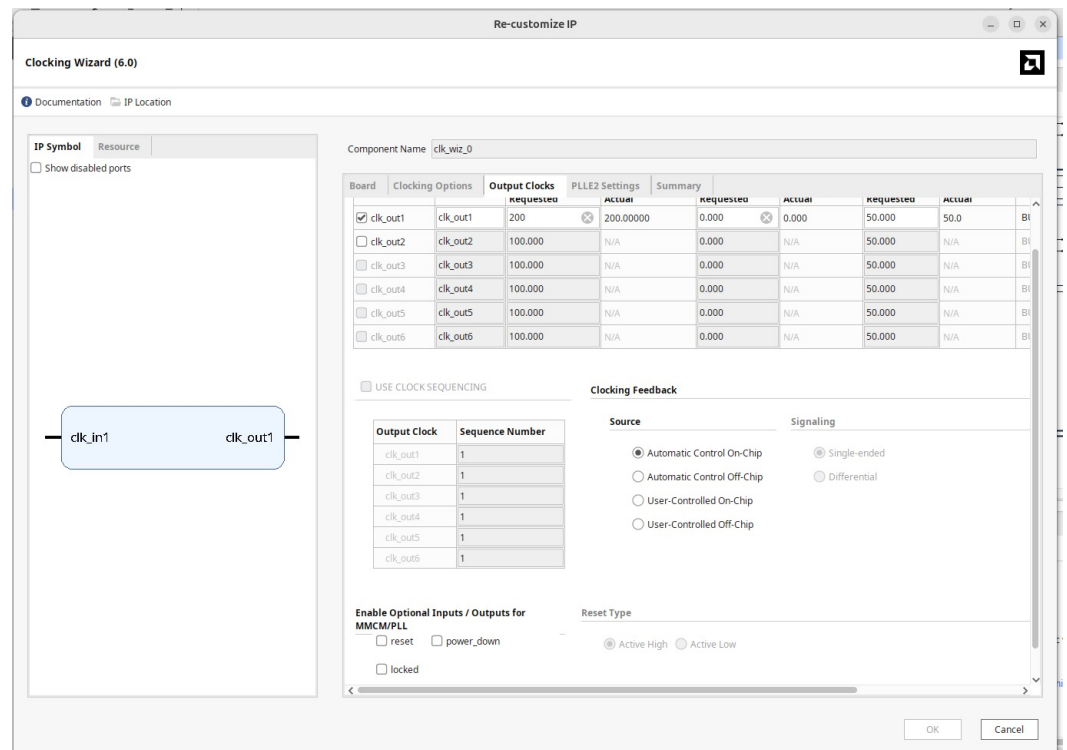 Re-customize IP
Clocking Wizard (6.0)
Documentation IP Location
IP Symbol Resource
Show disabled ports
clk_in1 clk_out1
Component Name clk_wiz_0
Board Clocking Options Output Clocks PLLE2 Settings Summary
Requested Actual Requested Actual Requested Actual
clk_out1 clk_out1 200 200.00000 0.000 0.000 50.000 50.0
clk_out2 clk_out2 100.000 N/A 0.000 N/A 50.000 N/A
clk_out3 clk_out3 100.000 N/A 0.000 N/A 50.000 N/A
clk_out4 clk_out4 100.000 N/A 0.000 N/A 50.000 N/A
clk_out5 clk_out5 100.000 N/A 0.000 N/A 50.000 N/A
clk_out6 clk_out6 100.000 N/A 0.000 N/A 50.000 N/A
USE CLOCK SEQUENCING
Output Clock Sequence Number
clk_out1 1
clk_out2 1
clk_out3 1
clk_out4 1
clk_out5 1
clk_out6 1
Clocking Feedback
Source Signaling
Automatic Control On-Chip Single-ended
Automatic Control Off-Chip Differential
User-Controlled On-Chip
User-Controlled Off-Chip
Enable Optional Inputs / Outputs for
MMCM/PLL
reset power_down
locked
Reset Type
Active High Active Low
OK Cancel